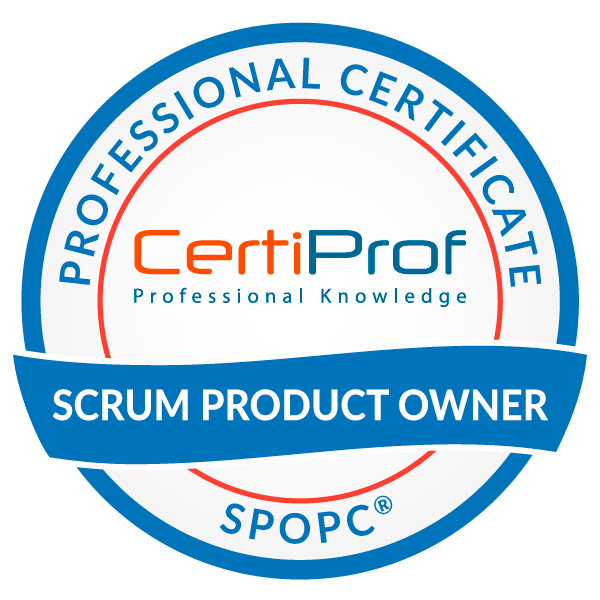 PROFESSIONAL CERTIFICATE
CertiProf
Professional Knowledge
SCRUM PRODUCT OWNER
SPOPC®